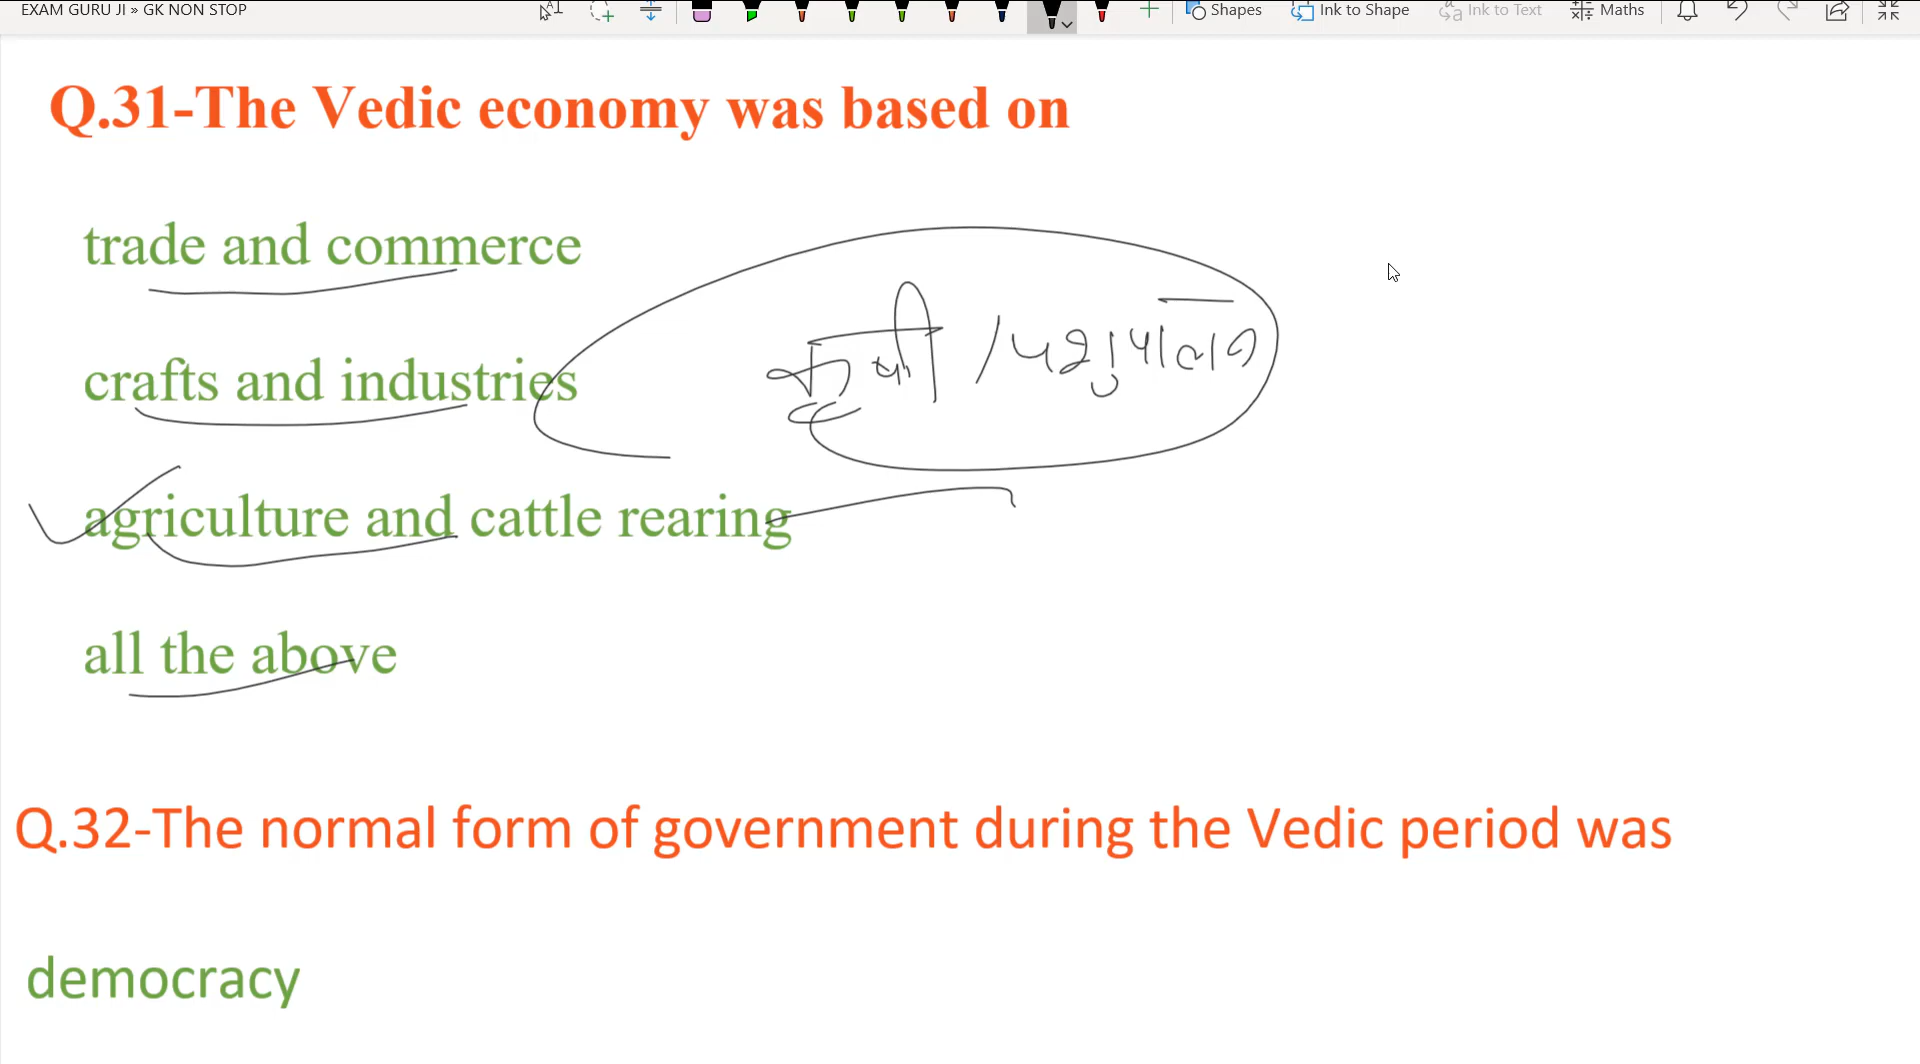 EXAM GURU JI » GK NON STOP
Shapes
Ink to Shape
Ink to Text
Maths
Q.31-The Vedic economy was based on
trade and commerce
crafts and industries
कृषी / पशुपालन
agriculture and cattle rearing
all the above
Q.32-The normal form of government during the Vedic period was
democracy